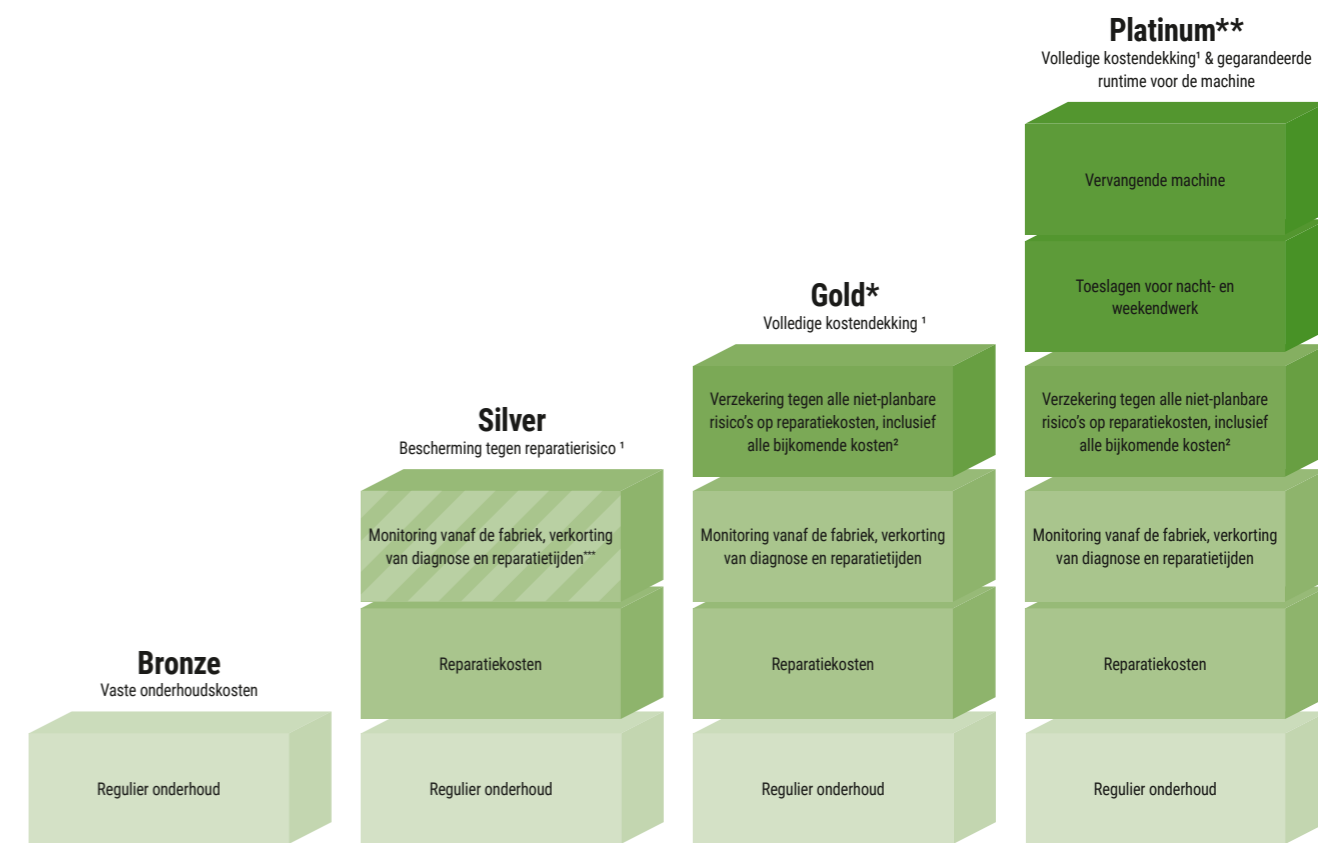 Platinum**
Volledige kostendekking¹ & gegarandeerde
runtime voor de machine
Vervangende machine
Toeslagen voor nacht- en
weekendwerk
Verzekering tegen alle niet-planbare
risico's op reparatiekosten, inclusief
alle bijkomende kosten²
Monitoring vanaf de fabriek, verkorting
van diagnose en reparatietijden
Reparatiekosten
Regulier onderhoud
Gold*
Volledige kostendekking ¹
Verzekering tegen alle niet-planbare
risico's op reparatiekosten, inclusief
alle bijkomende kosten²
Monitoring vanaf de fabriek, verkorting
van diagnose en reparatietijden
Reparatiekosten
Regulier onderhoud
Silver
Bescherming tegen reparatierisico ¹
Monitoring vanaf de fabriek, verkorting
van diagnose en reparatietijden***
Reparatiekosten
Regulier onderhoud
Bronze
Vaste onderhoudskosten
Regulier onderhoud